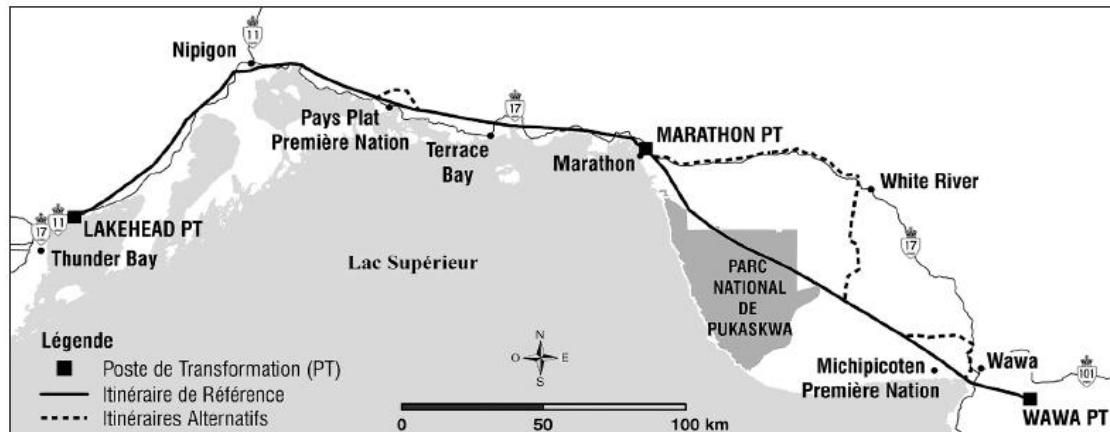 11
Nipigon
17
Pays Plat
Première Nation
Terrace
Bay
MARATHON PT
Marathon
White River
17
11
LAKEHEAD PT
17
Thunder Bay
Lac Supérieur
PARC
NATIONAL
DE
PUKASKWA
Légende
Poste de Transformation (PT)
Itinéraire de Référence
Itinéraires Alternatifs
N
O
E
S
0
50
100 km
Michipicoten
Première Nation
Wawa
101
WAWA PT